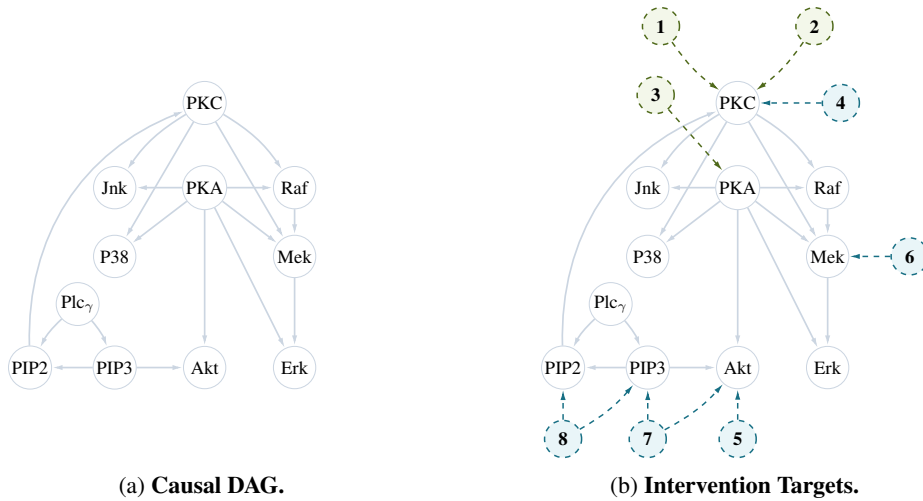 PKC
Jnk
PKA
Raf
P38
Mek
Plcγ
PIP2
PIP3
Akt
Erk
(a) Causal DAG.
1
2
3
PKC
4
Jnk
PKA
Raf
P38
Mek
6
Plcγ
PIP2
PIP3
Akt
Erk
8
7
5
(b) Intervention Targets.